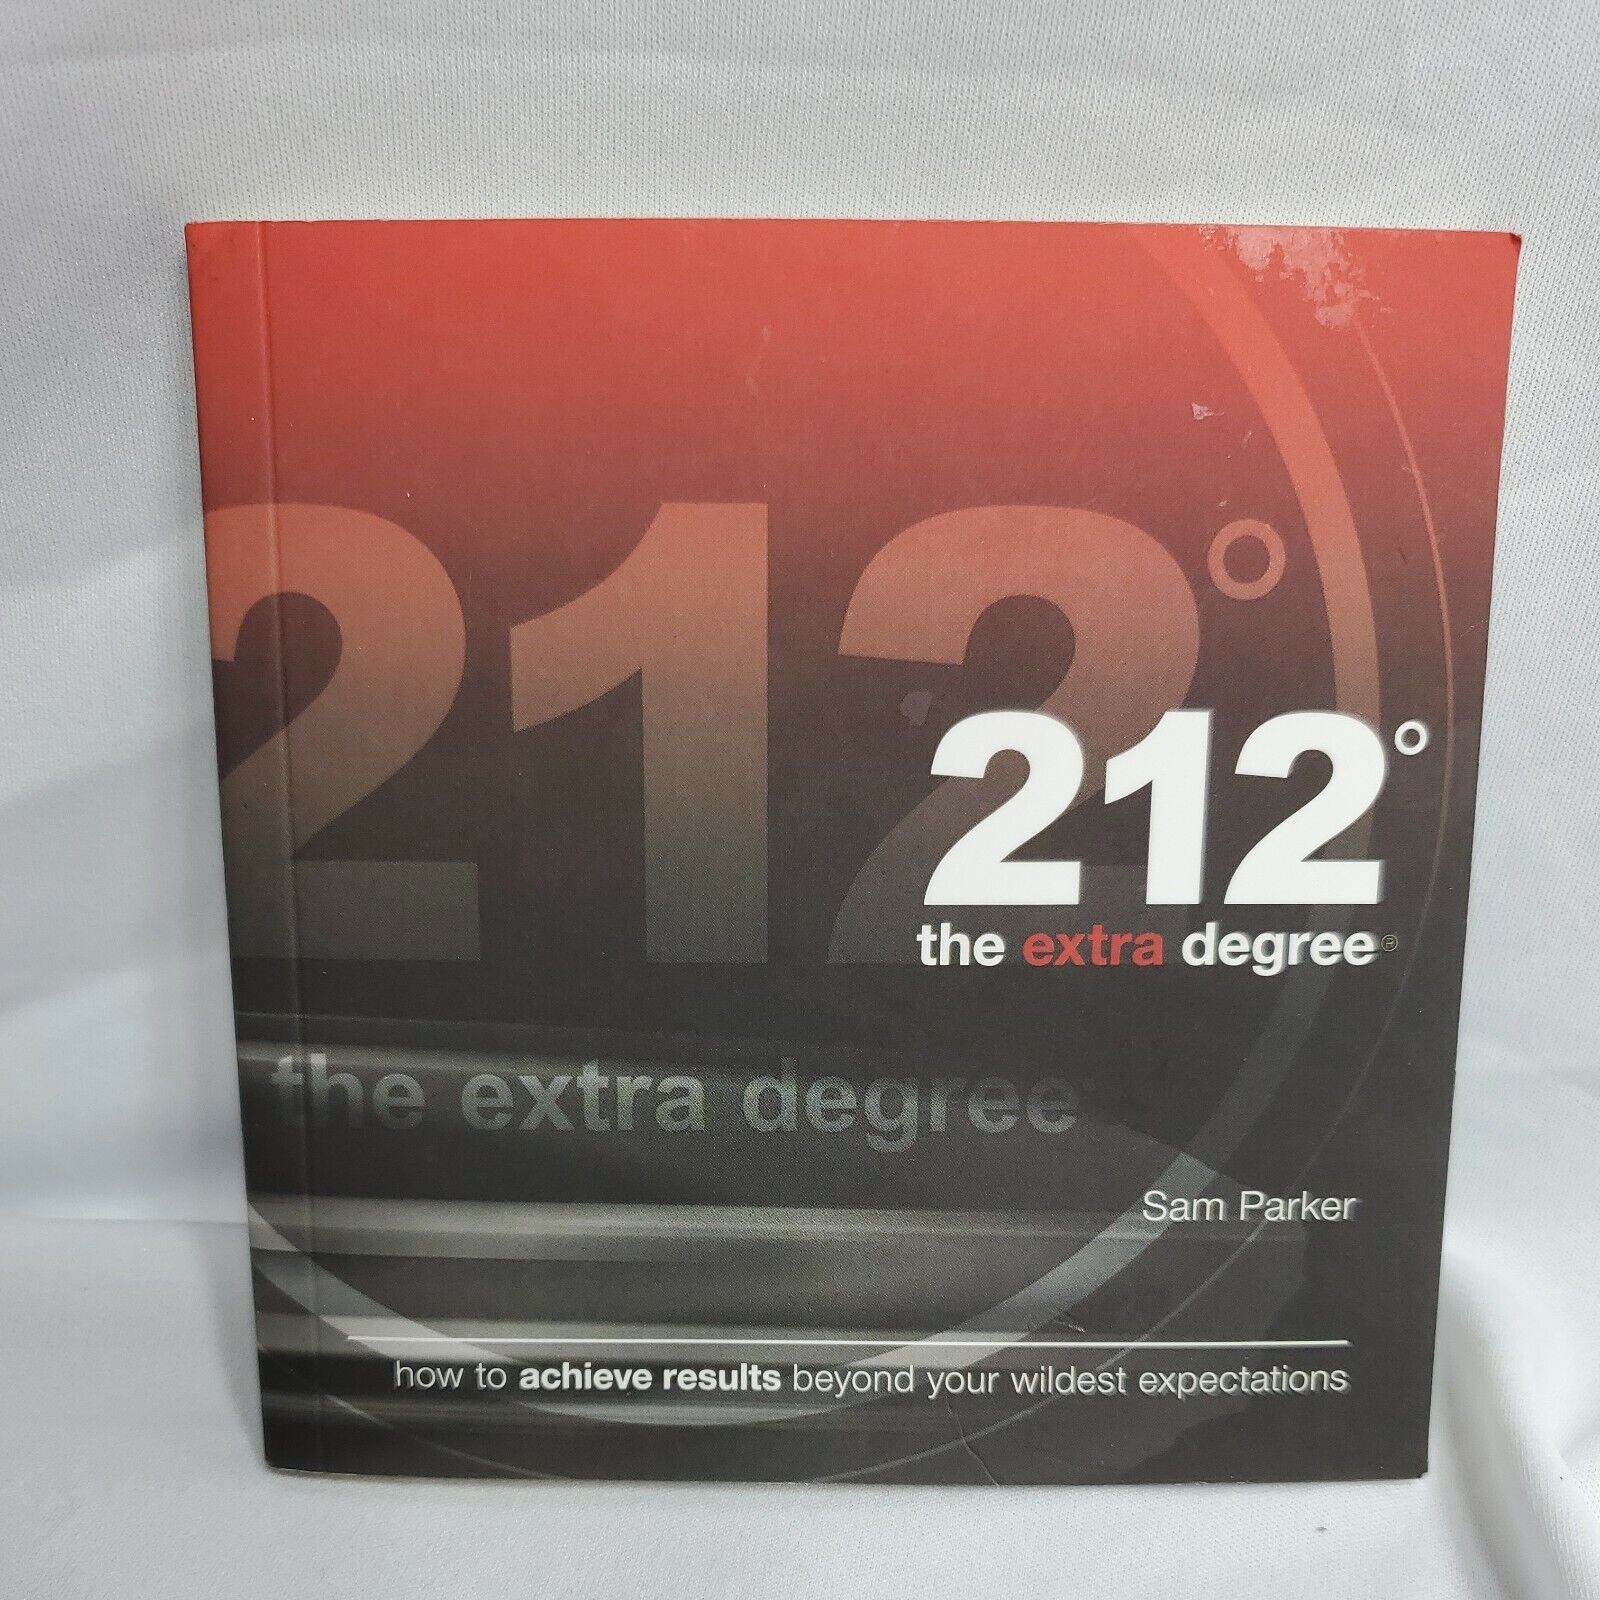 212°
212°
the extra degree®
the extra degree
Sam Parker
how to achieve results beyond your wildest expectations